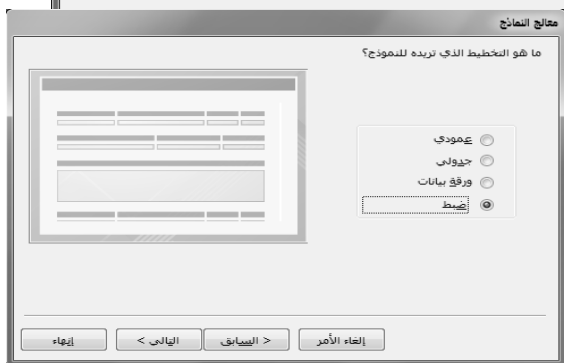 معالج النماذج
ما هو التخطيط الذي تريده للنموذج؟
عمودي
جدولي
ورقة بيانات
ضبط
إلغاء الأمر
< السابق
التالي >
إنهاء